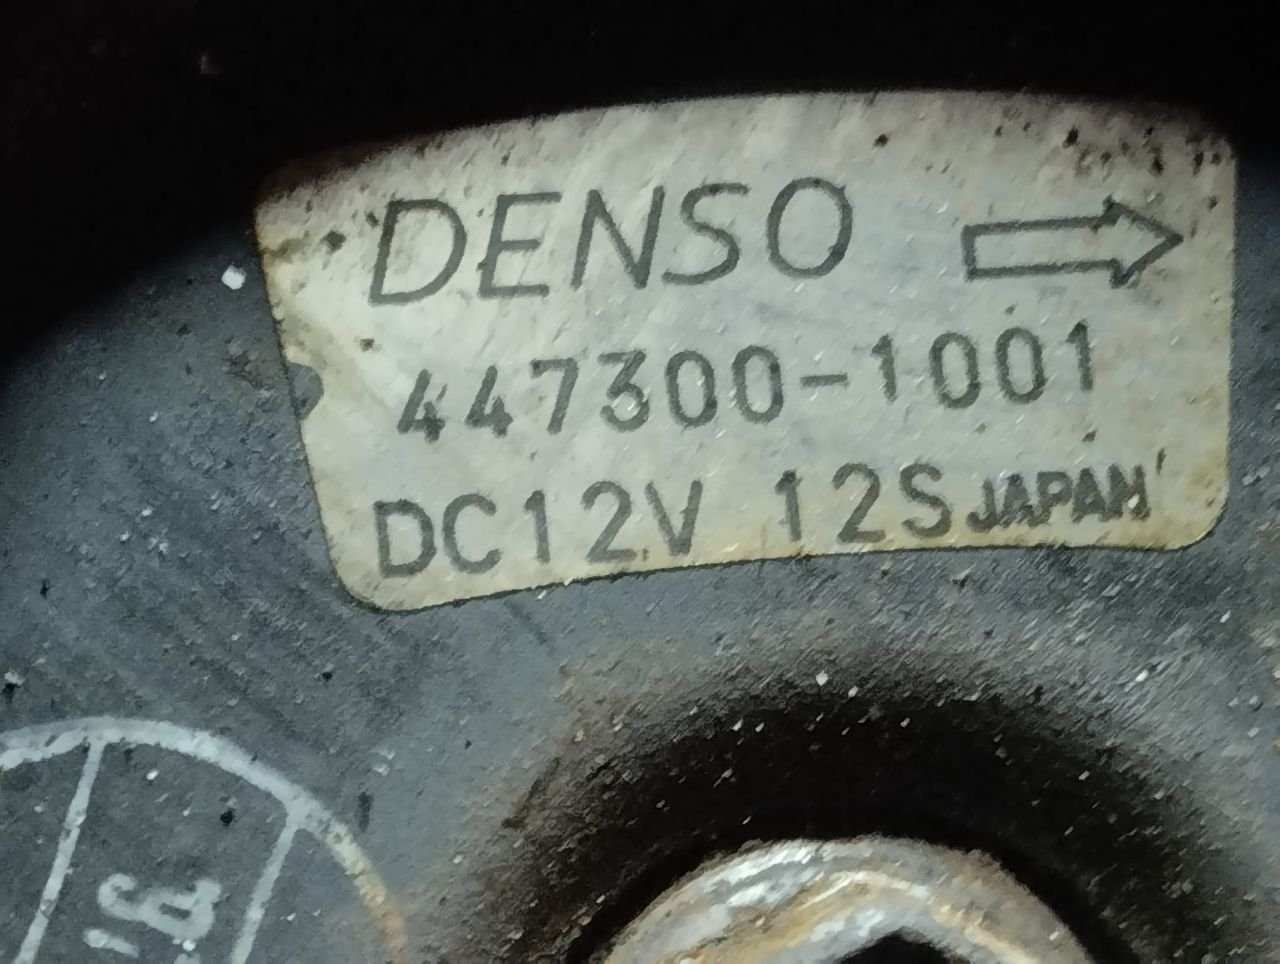 DENSO
447300-1001
DC12V 12S JAPAN